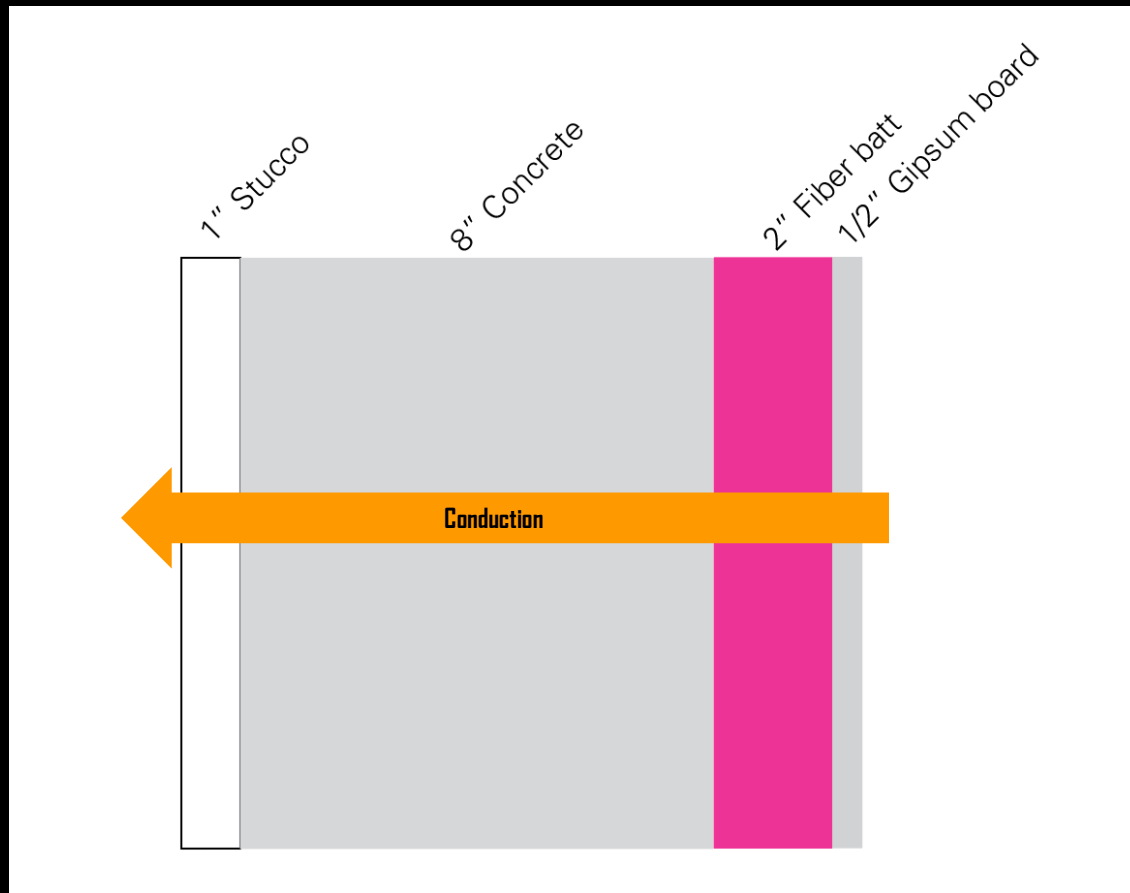 1" Stucco
8" Concrete
2" Fiber batt
1/2" Gipsum board
Conduction